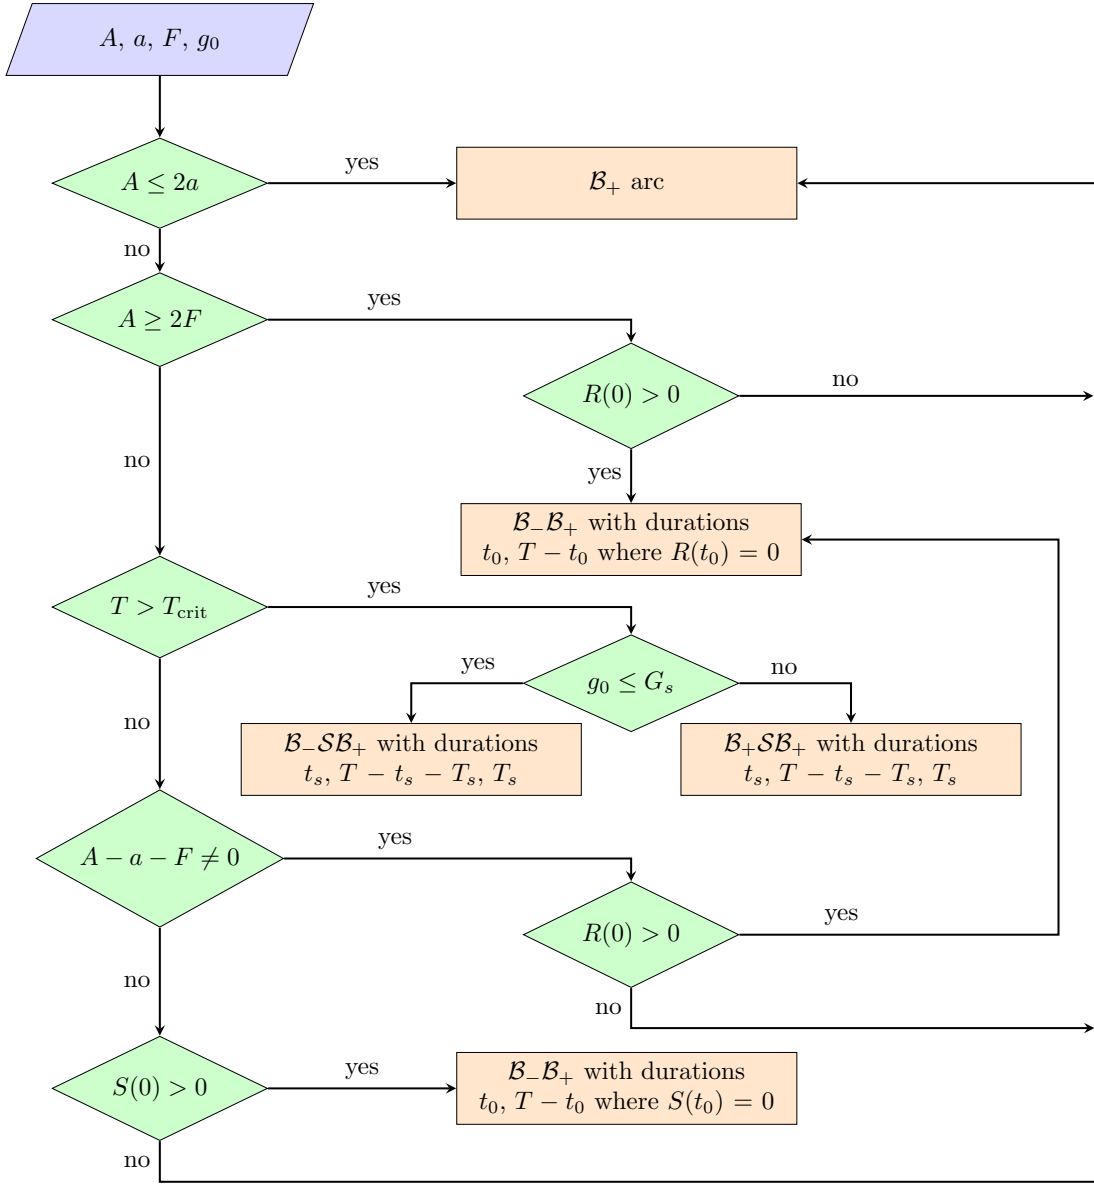 A, a, F, g₀
A ≤ 2a
yes
ℬ₊ arc
no
A ≥ 2F
yes
R(0) > 0
no
yes
no
ℬ₋ℬ₊ with durations
t₀, T − t₀ where R(t₀) = 0
T > T_crit
yes
g₀ ≤ G_s
yes
no
no
ℬ₋𝒮ℬ₊ with durations
t_s, T − t_s − T_s, T_s
ℬ₊𝒮ℬ₊ with durations
t_s, T − t_s − T_s, T_s
A − a − F ≠ 0
yes
R(0) > 0
yes
no
no
S(0) > 0
yes
ℬ₋ℬ₊ with durations
t₀, T − t₀ where S(t₀) = 0
no